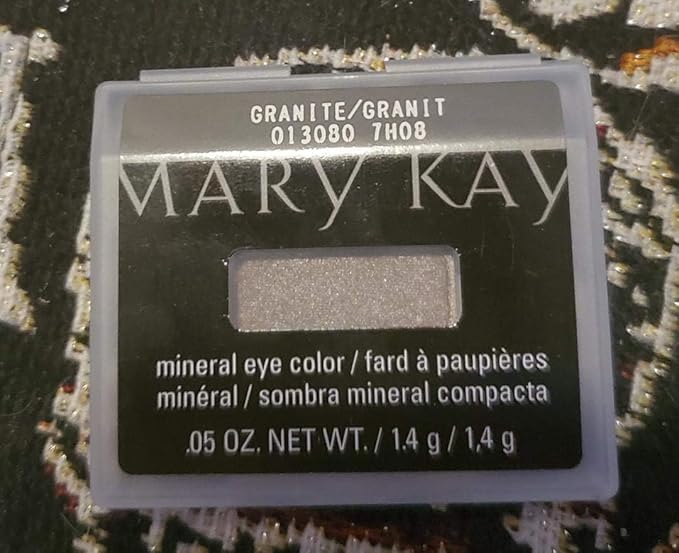 GRANITE/GRANIT
013080 7H08
MARY KAY
mineral eye color / fard à paupières
minéral / sombra mineral compacta
.05 OZ. NET WT. / 1.4 g / 1,4 g